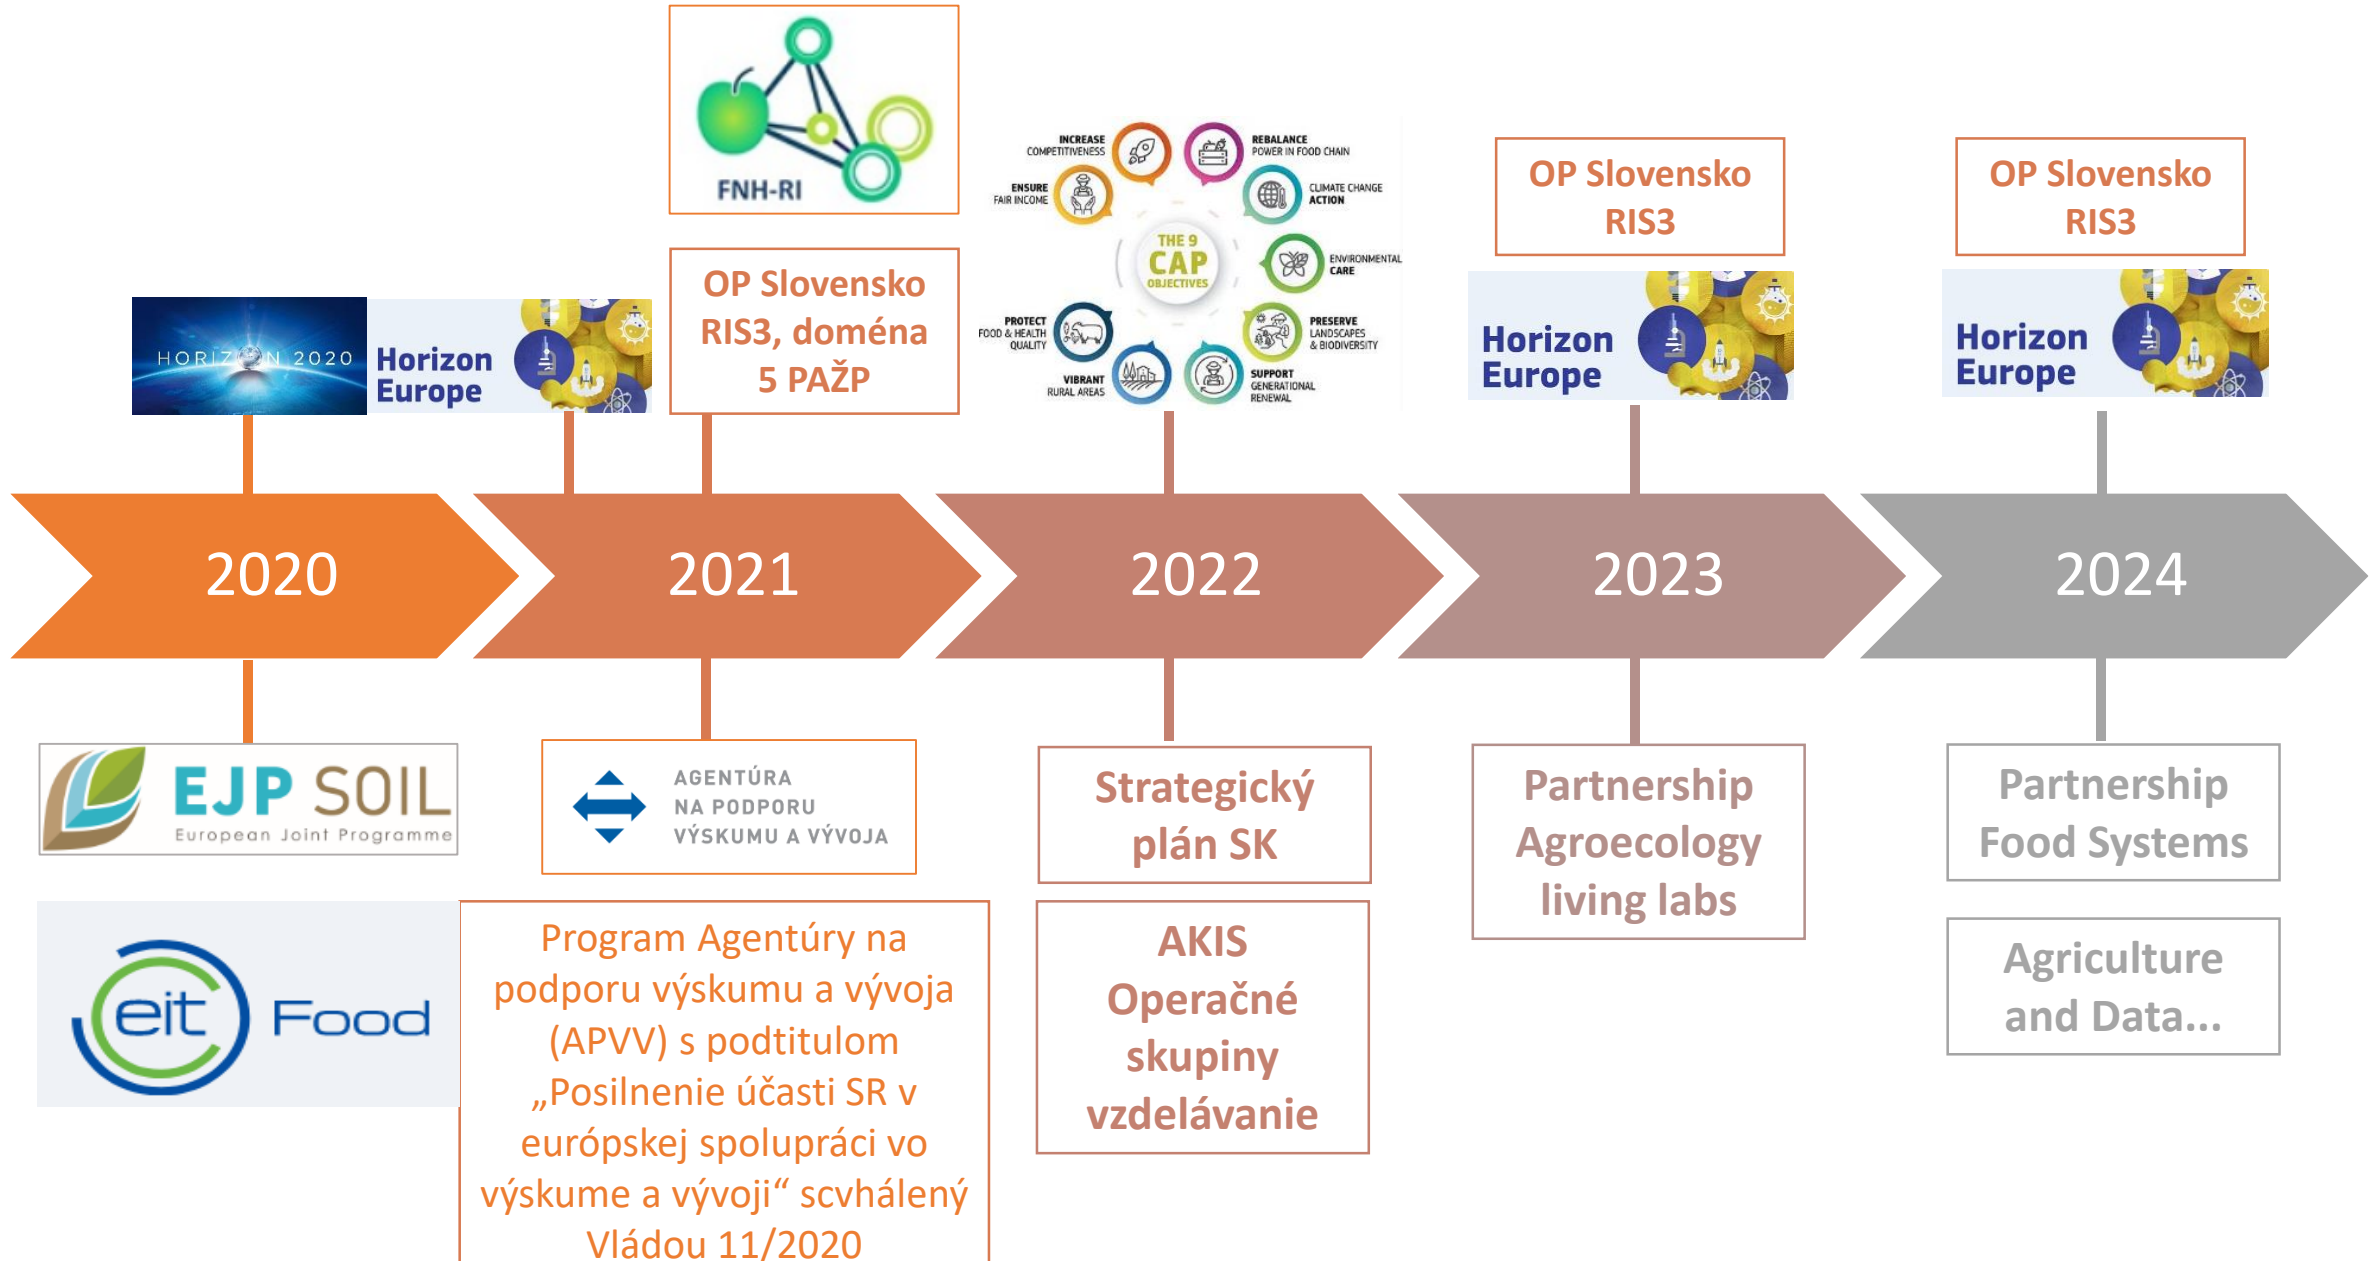 FNH-RI
OP Slovensko
RIS3, doména
5 PAŽP
HORIZON 2020
Horizon
Europe
INCREASE
COMPETITIVENESS
REBALANCE
POWER IN FOOD CHAIN
ENSURE
FAIR INCOME
CLIMATE CHANGE
ACTION
THE 9
CAP
OBJECTIVES
ENVIRONMENTAL
CARE
PROTECT
FOOD & HEALTH
QUALITY
PRESERVE
LANDSCAPES
& BIODIVERSITY
VIBRANT
RURAL AREAS
SUPPORT
GENERATIONAL
RENEWAL
OP Slovensko
RIS3
Horizon
Europe
OP Slovensko
RIS3
Horizon
Europe
2020
2021
2022
2023
2024
EJP SOIL
European Joint Programme
eit Food
AGENTÚRA
NA PODPORU
VÝSKUMU A VÝVOJA
Program Agentúry na
podporu výskumu a vývoja
(APVV) s podtitulom
„Posilnenie účasti SR v
európskej spolupráci vo
výskume a vývoji“ scvhálený
Vládou 11/2020
Strategický
plán SK
AKIS
Operačné
skupiny
vzdelávanie
Partnership
Agroecology
living labs
Partnership
Food Systems
Agriculture
and Data...